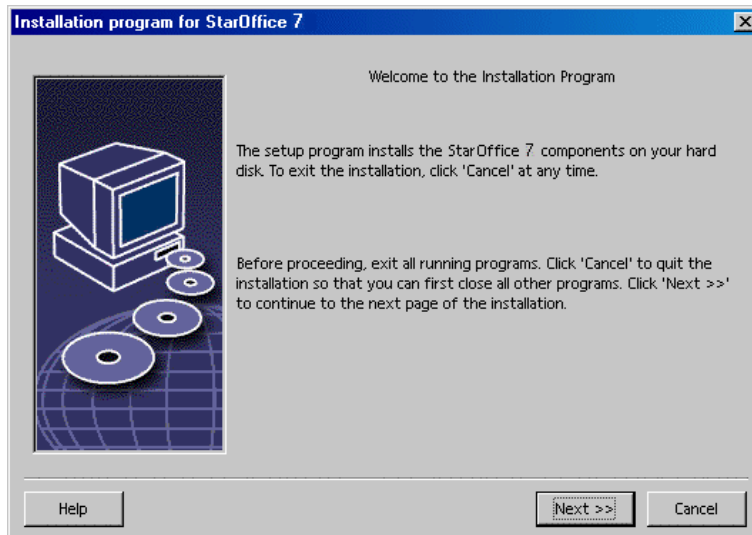 Installation program for StarOffice 7
Welcome to the Installation Program
The setup program installs the StarOffice 7 components on your hard
disk. To exit the installation, click 'Cancel' at any time.
Before proceeding, exit all running programs. Click 'Cancel' to quit the
installation so that you can first close all other programs. Click 'Next >>'
to continue to the next page of the installation.
Help
Next >>
Cancel